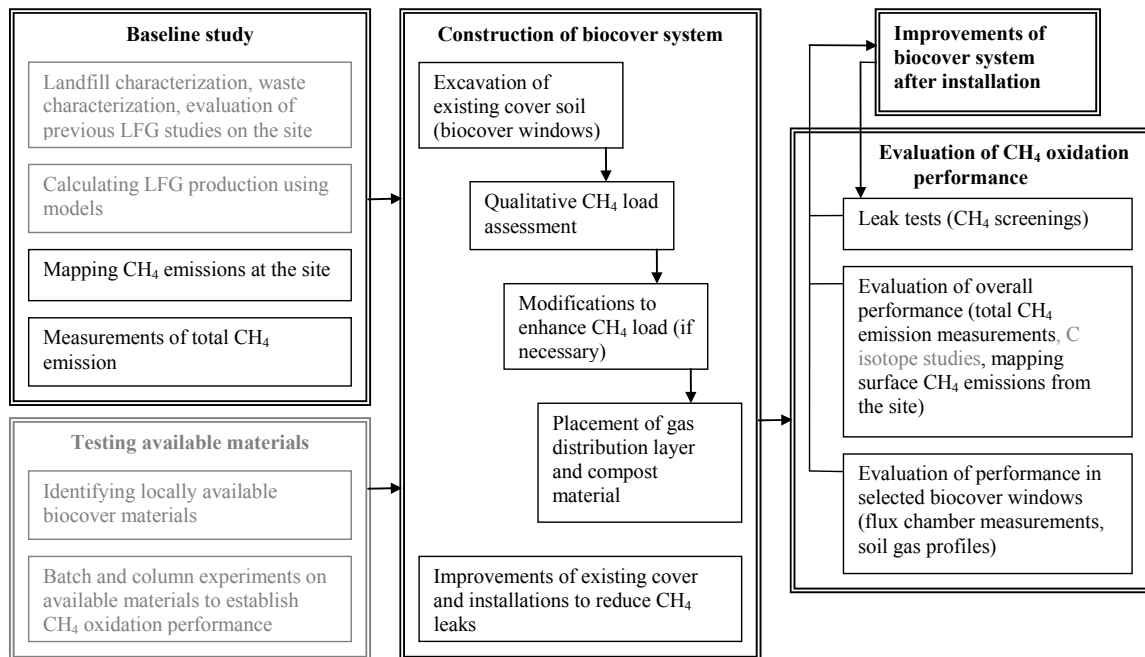 Baseline study
Landfill characterization, waste
characterization, evaluation of
previous LFG studies on the site
Calculating LFG production using
models
Mapping CH₄ emissions at the site
Measurements of total CH₄
emission
Testing available materials
Identifying locally available
biocover materials
Batch and column experiments on
available materials to establish
CH₄ oxidation performance
Construction of biocover system
Excavation of
existing cover soil
(biocover windows)
Qualitative CH₄ load
assessment
Modifications to
enhance CH₄ load (if
necessary)
Placement of gas
distribution layer
and compost
material
Improvements of existing cover
and installations to reduce CH₄
leaks
Improvements of
biocover system
after installation
Evaluation of CH₄ oxidation
performance
Leak tests (CH₄ screenings)
Evaluation of overall
performance (total CH₄
emission measurements, C
isotope studies, mapping
surface CH₄ emissions from
the site)
Evaluation of performance in
selected biocover windows
(flux chamber measurements,
soil gas profiles)